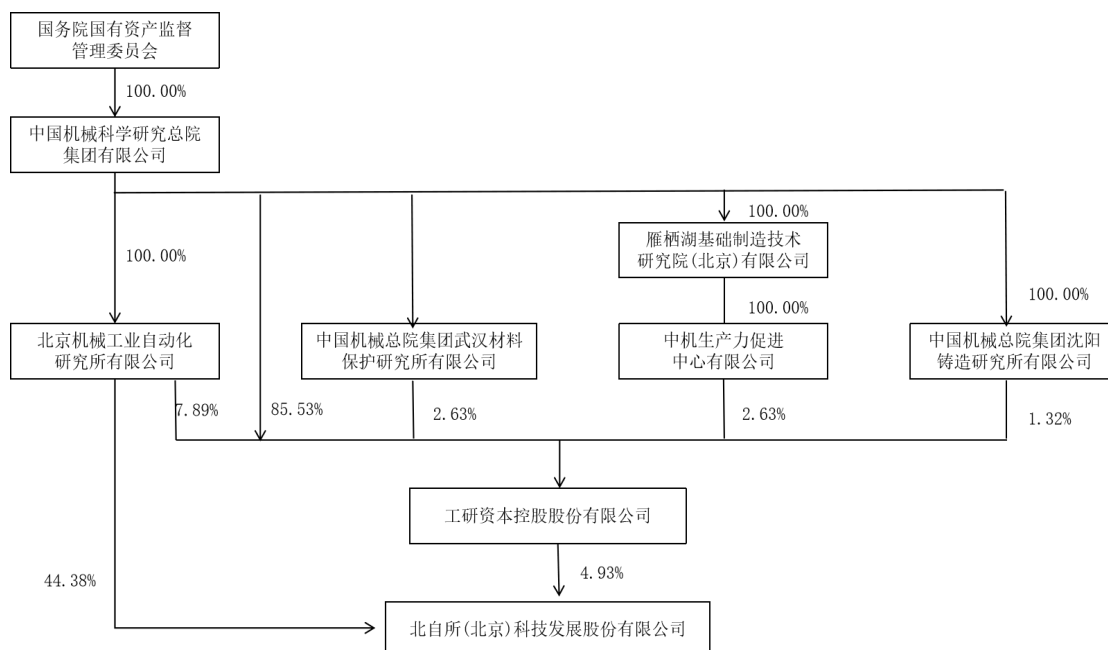 国务院国有资产监督
管理委员会
100.00%
中国机械科学研究总院
集团有限公司
100.00%
雁栖湖基础制造技术
研究院(北京)有限公司
100.00%
100.00%
100.00%
北京机械工业自动化
研究所有限公司
中国机械总院集团武汉材料
保护研究所有限公司
中机生产力促进
中心有限公司
中国机械总院集团沈阳
铸造研究所有限公司
7.89%
85.53%
2.63%
2.63%
1.32%
工研资本控股股份有限公司
44.38%
4.93%
北自所(北京)科技发展股份有限公司